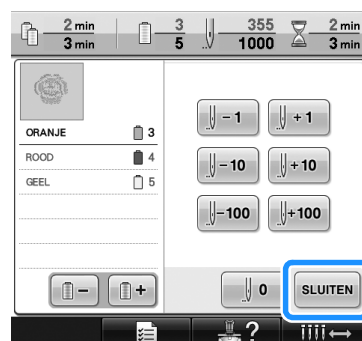 2 min 3 355 2 min
3 min 5 1000 3 min
-1 +1
ORANJE 3
ROOD 4
-10 +10
GEEL 5
-100 +100
- + 0 SLUITEN
?